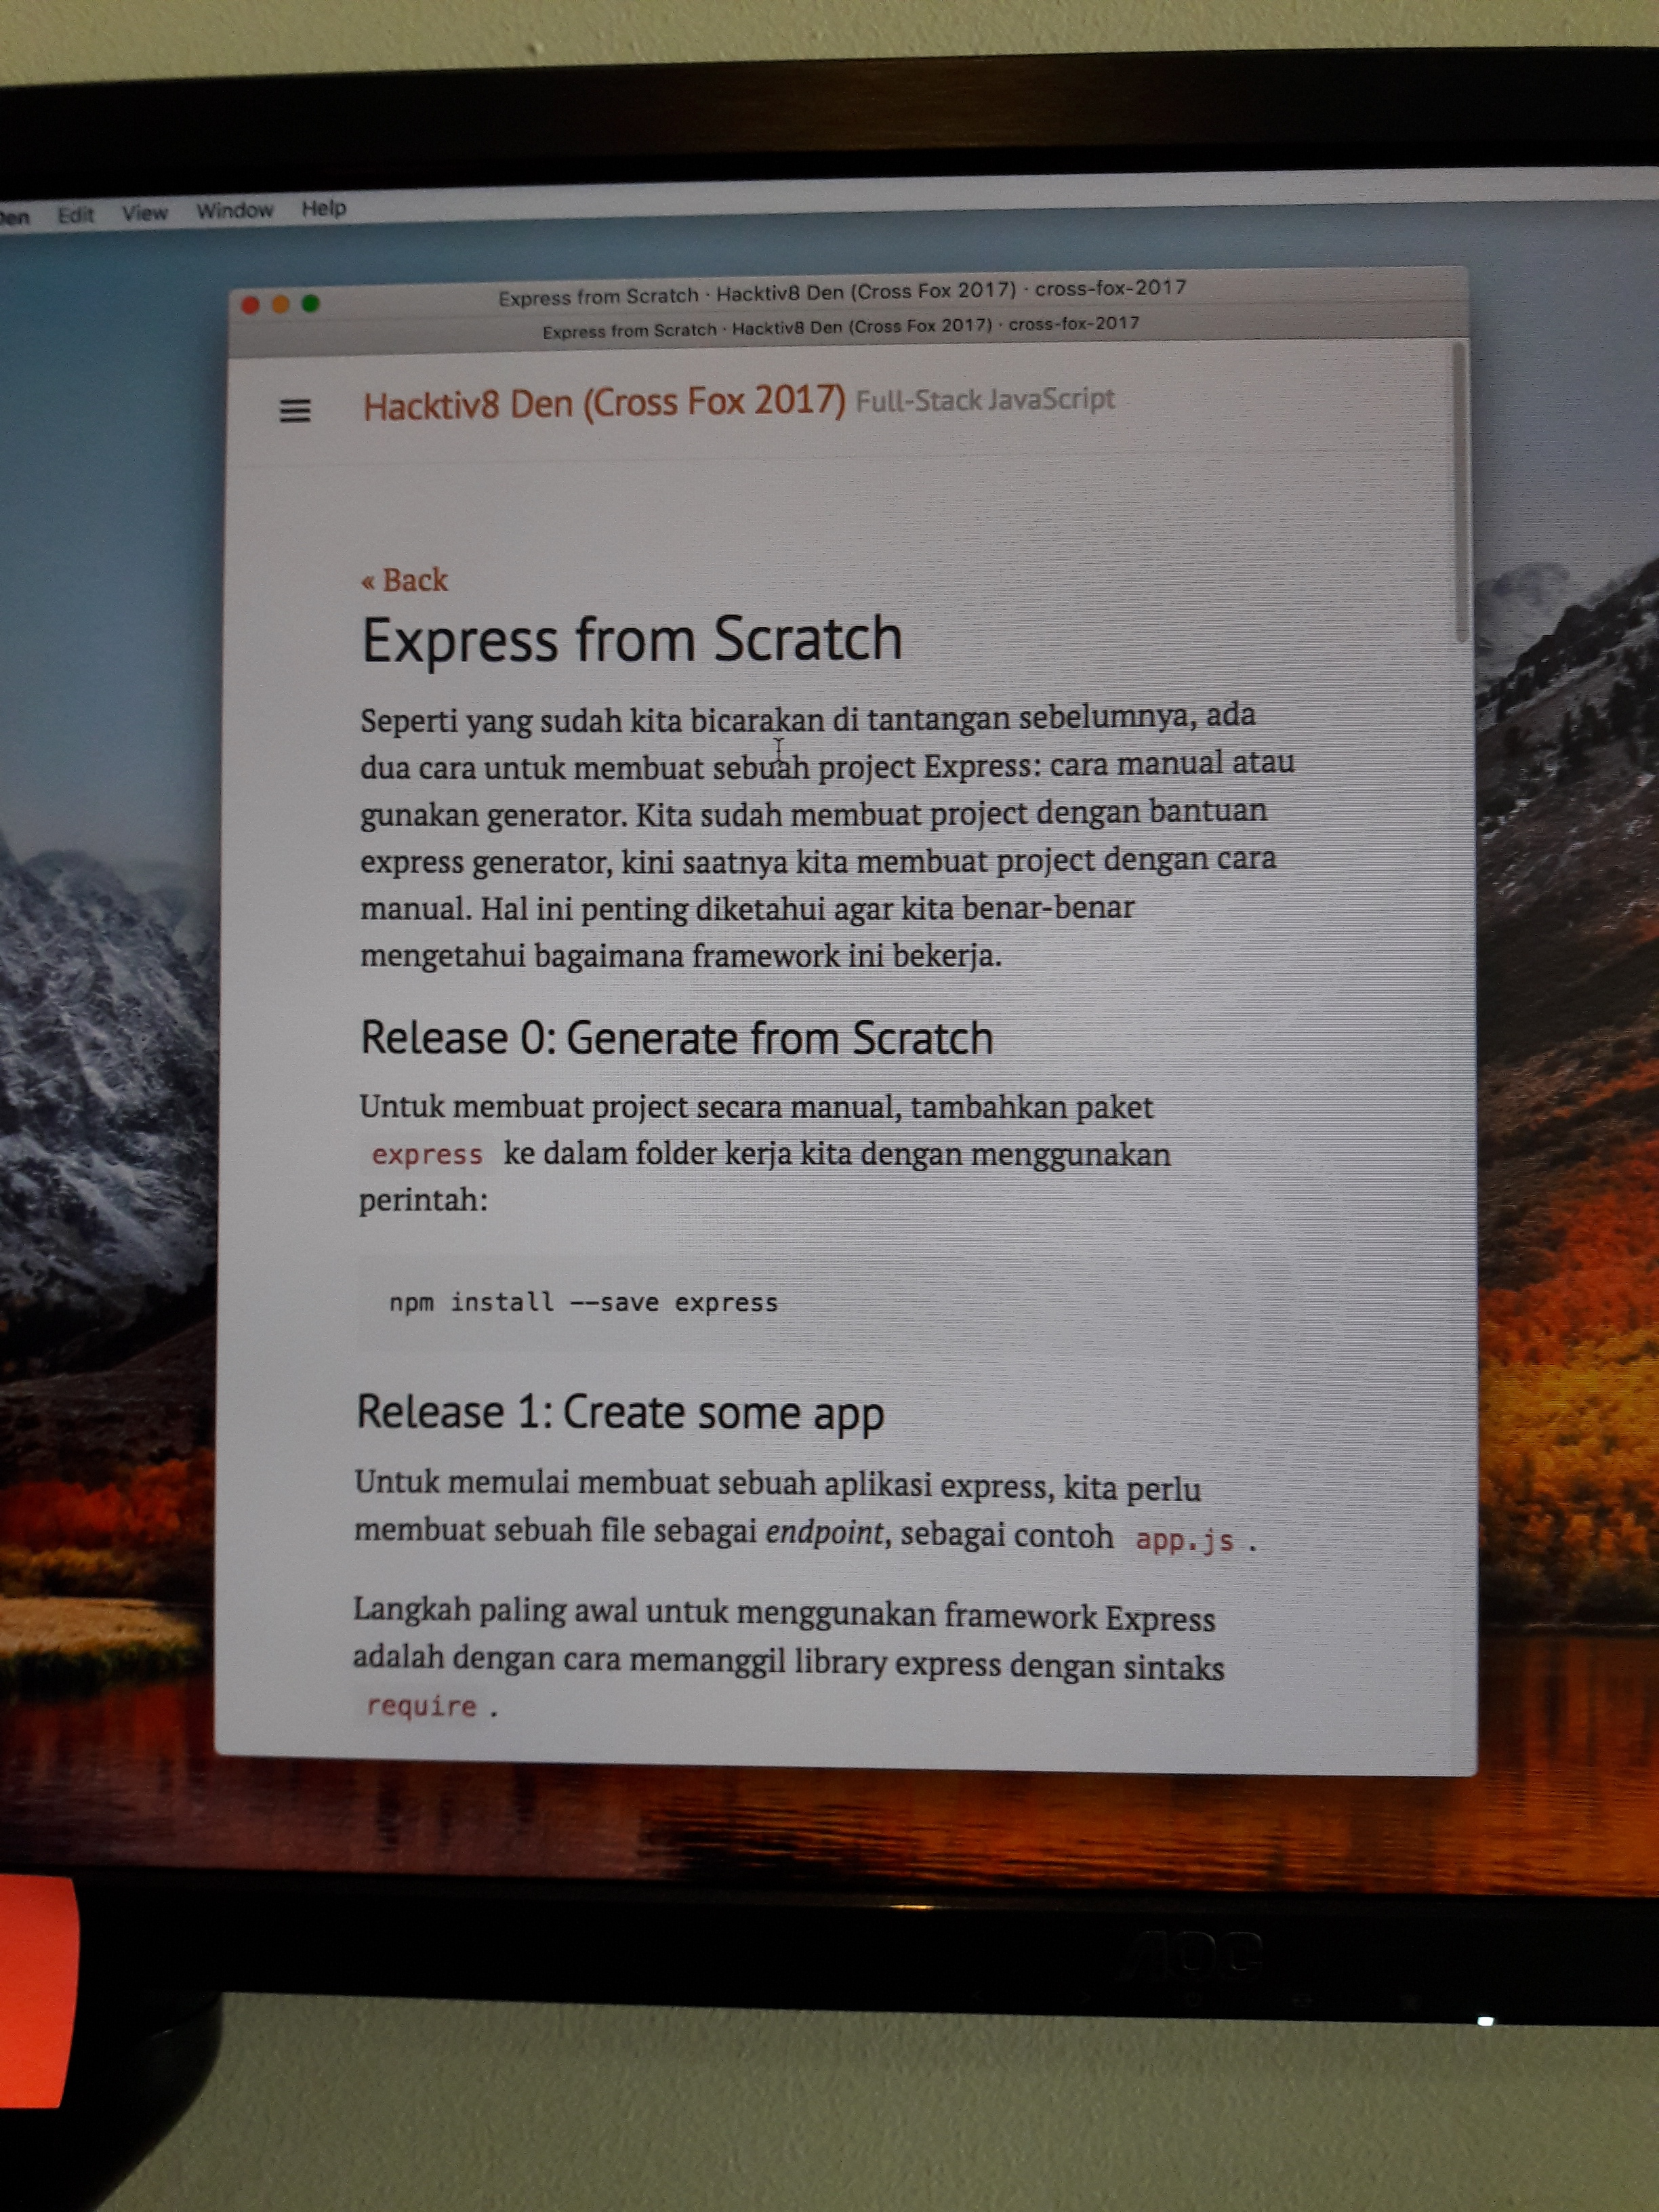 Edit View Window Help
Express from Scratch · Hacktiv8 Den (Cross Fox 2017) · cross-fox-2017
Express from Scratch · Hacktiv8 Den (Cross Fox 2017) · cross-fox-2017
Hacktiv8 Den (Cross Fox 2017) Full-Stack JavaScript
« Back
Express from Scratch
Seperti yang sudah kita bicarakan di tantangan sebelumnya, ada
dua cara untuk membuat sebuah project Express: cara manual atau
gunakan generator. Kita sudah membuat project dengan bantuan
express generator, kini saatnya kita membuat project dengan cara
manual. Hal ini penting diketahui agar kita benar-benar
mengetahui bagaimana framework ini bekerja.
Release 0: Generate from Scratch
Untuk membuat project secara manual, tambahkan paket
express ke dalam folder kerja kita dengan menggunakan
perintah:
npm install --save express
Release 1: Create some app
Untuk memulai membuat sebuah aplikasi express, kita perlu
membuat sebuah file sebagai endpoint, sebagai contoh app.js .
Langkah paling awal untuk menggunakan framework Express
adalah dengan cara memanggil library express dengan sintaks
require .
AOC